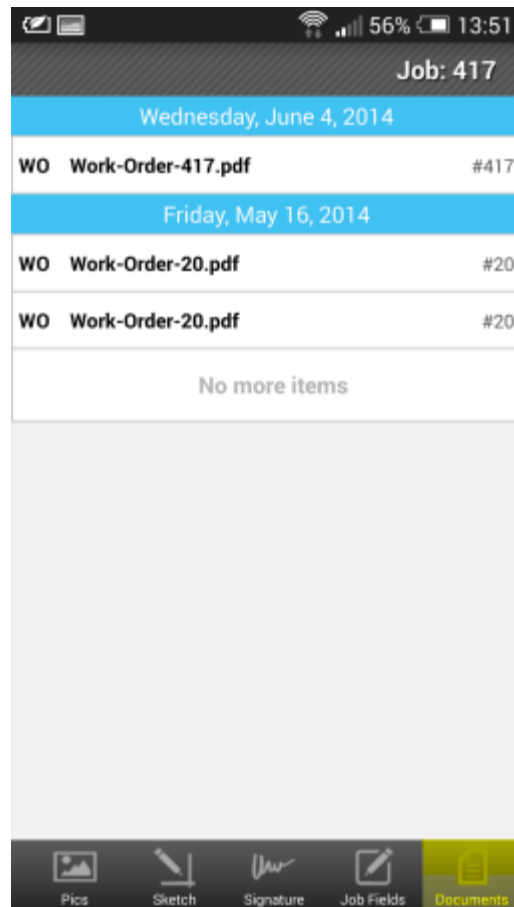 56% 13:51
Job: 417
Wednesday, June 4, 2014
WO Work-Order-417.pdf #417
Friday, May 16, 2014
WO Work-Order-20.pdf #20
WO Work-Order-20.pdf #20
No more items
Pics Sketch Signature Job Fields Documents